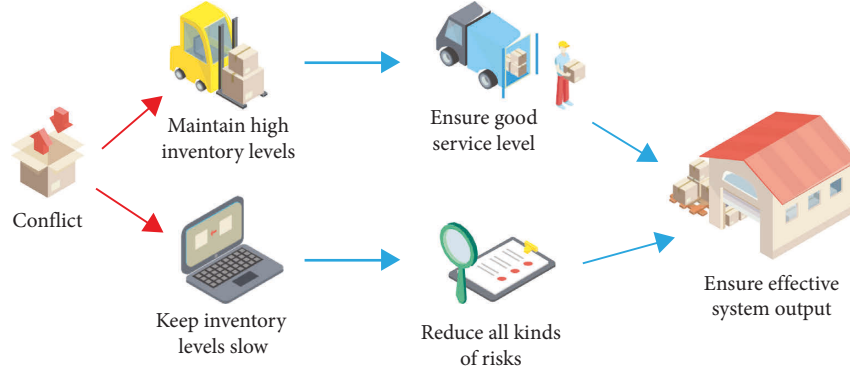 Conflict
Maintain high
inventory levels
Ensure good
service level
Keep inventory
levels slow
Reduce all kinds
of risks
Ensure effective
system output